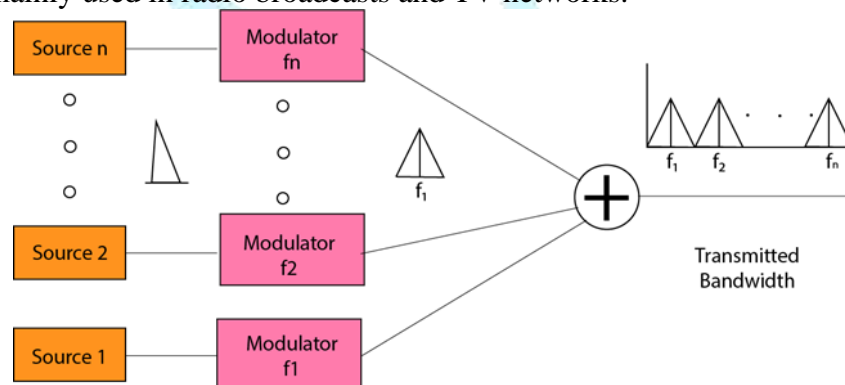 mainly used in radio broadcasts and TV networks.
Source n
Modulator
fn
f₁
f₁ f₂ . . . fₙ
Source 2
Modulator
f2
Transmitted
Bandwidth
Source 1
Modulator
f1